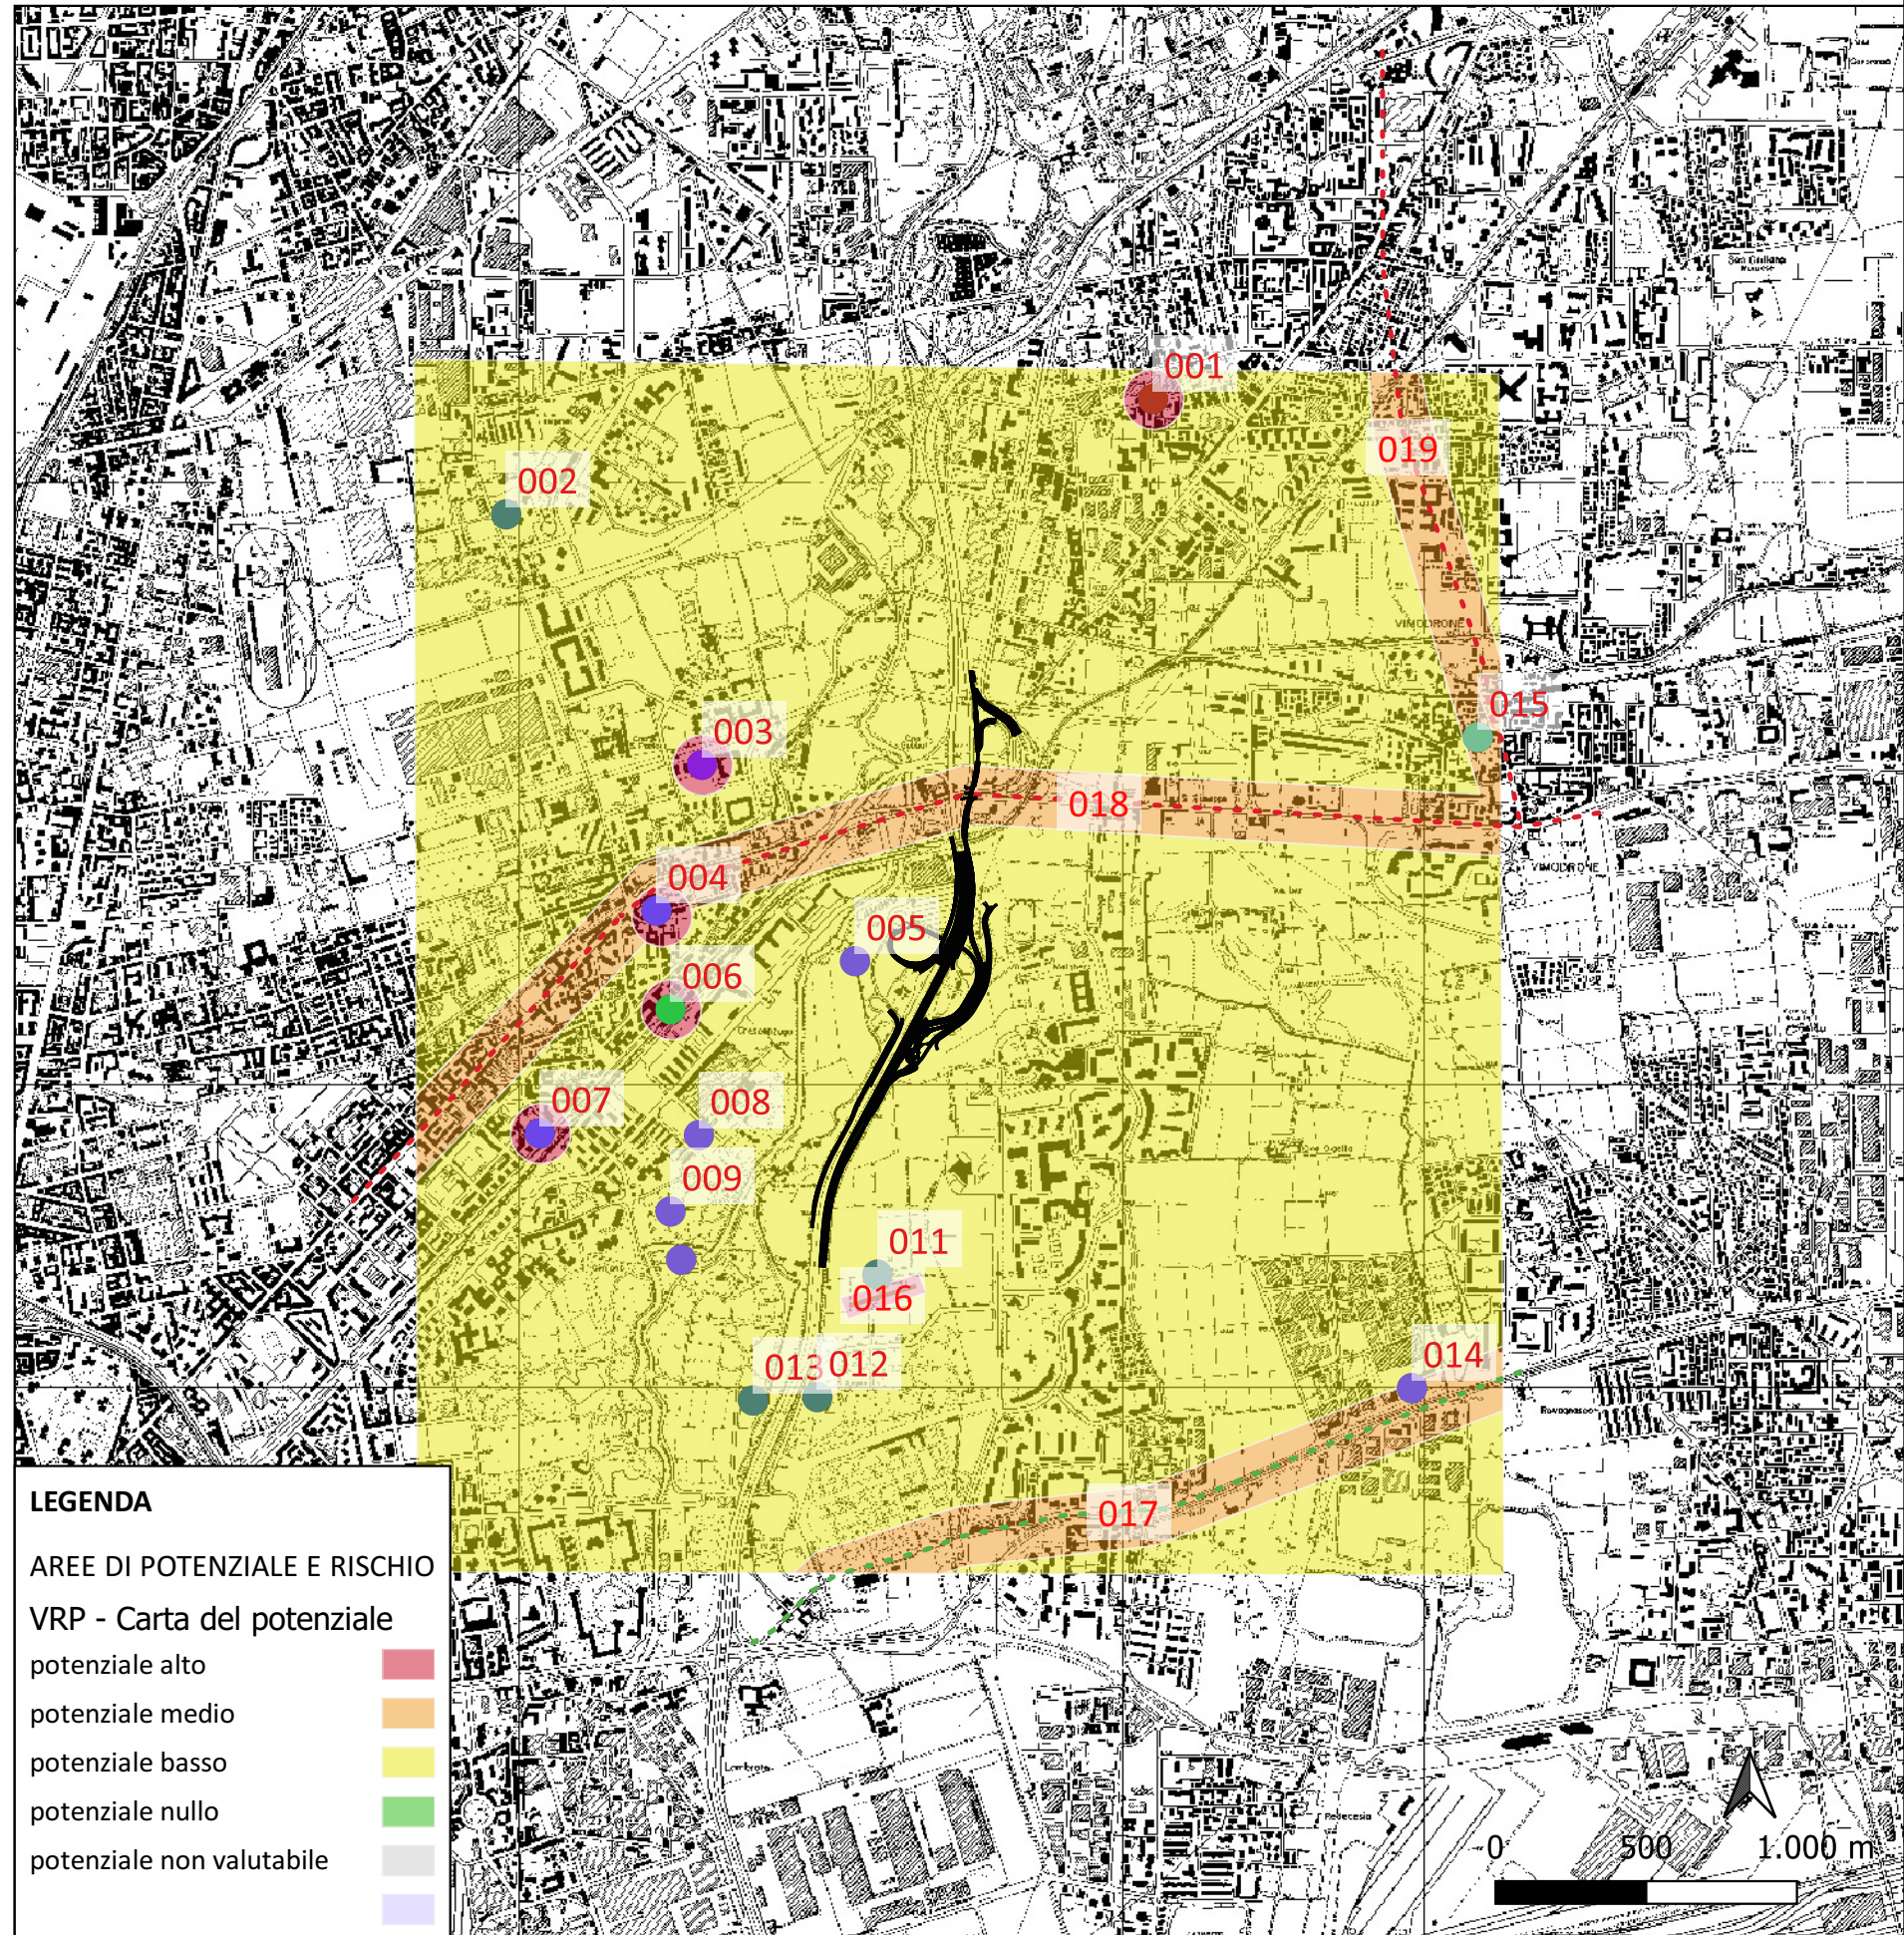 001
019
002
VIMODRONE
015
003
018
VIMODRONE
004
005
006
007
008
009
011
016
013
012
014
017
LEGENDA
AREE DI POTENZIALE E RISCHIO
VRP - Carta del potenziale
potenziale alto
potenziale medio
potenziale basso
potenziale nullo
potenziale non valutabile
Lambrate
Redecesio
0 500 1.000 m